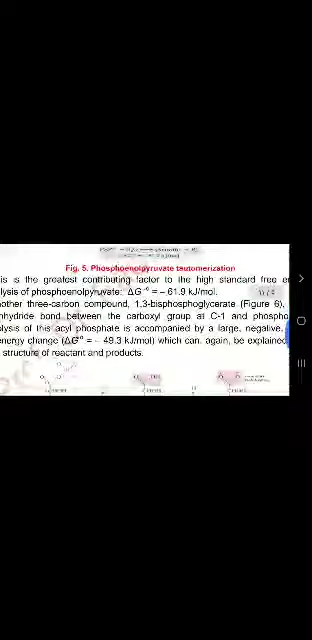 Fig. 5. Phosphoenolpyruvate tautomerization
is is the greatest contributing factor to the high standard free en
lysis of phosphoenolpyruvate: ΔG'° = – 61.9 kJ/mol.
nother three-carbon compound, 1,3-bisphosphoglycerate (Figure 6),
nhydride bond between the carboxyl group at C-1 and phospho
lysis of this acyl phosphate is accompanied by a large, negative,
energy change (ΔG'° = – 49.3 kJ/mol) which can, again, be explained
structure of reactant and products.